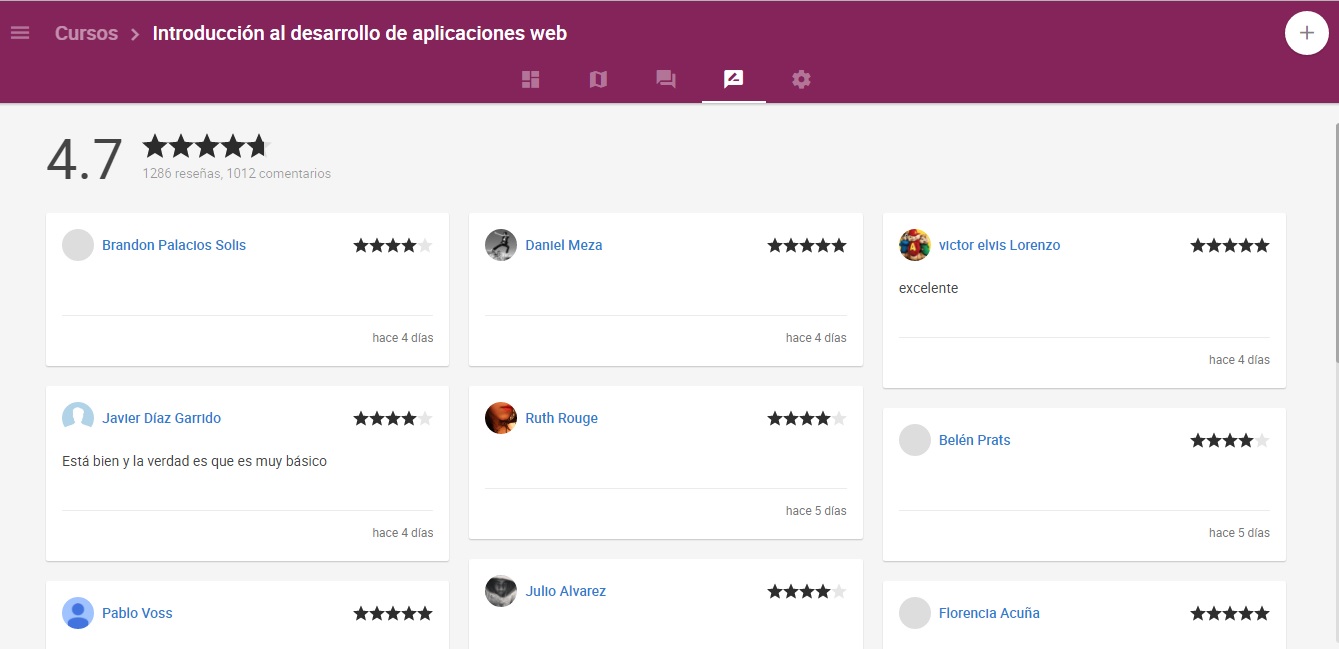 Cursos > Introducción al desarrollo de aplicaciones web
4.7
1286 reseñas, 1012 comentarios
Brandon Palacios Solis
hace 4 días
Daniel Meza
hace 4 días
victor elvis Lorenzo
excelente
hace 4 días
Javier Díaz Garrido
Está bien y la verdad es que es muy básico
hace 4 días
Ruth Rouge
hace 5 días
Belén Prats
hace 5 días
Pablo Voss
Julio Alvarez
Florencia Acuña